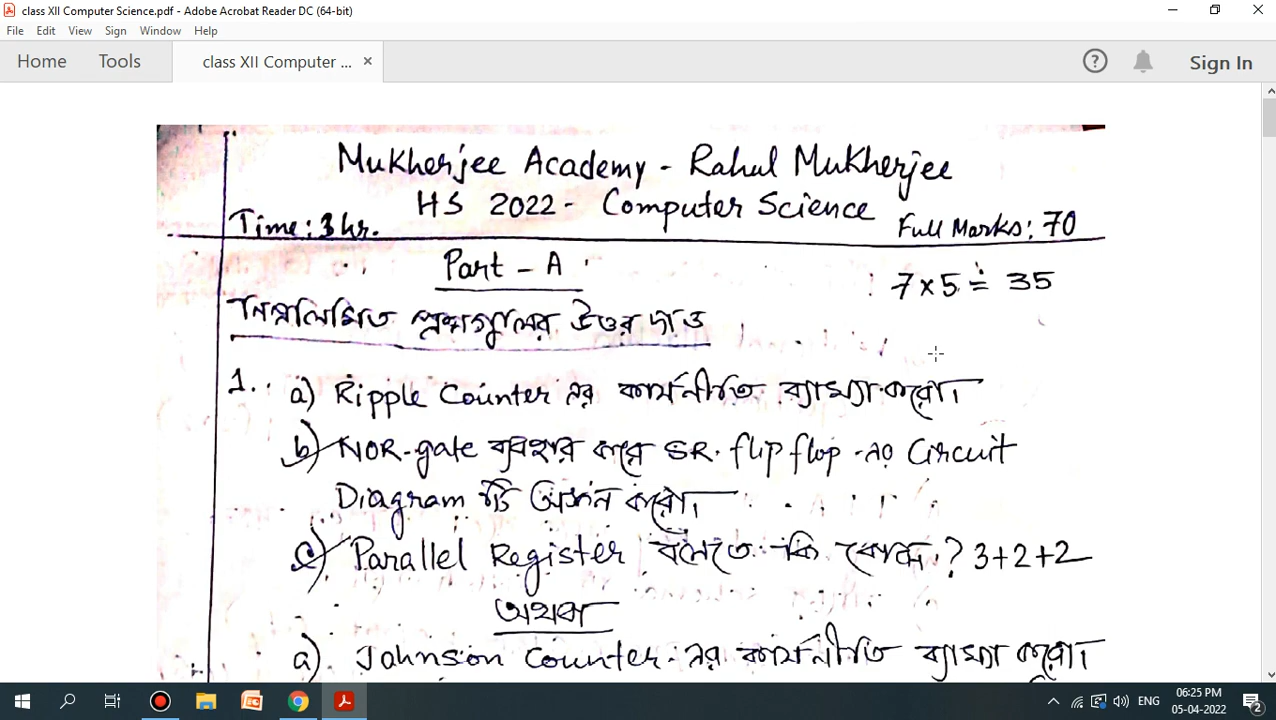 class XII Computer Science.pdf - Adobe Acrobat Reader DC (64-bit)
File Edit View Sign Window Help
Home Tools class XII Computer ... × Sign In
Mukherjee Academy - Rahul Mukherjee
HS 2022 - Computer Science
Time: 3 hr. Full Marks: 70
Part - A
7 x 5 = 35
নিম্নলিখিত প্রশ্নগুলোর উত্তর দাও
1. a) Ripple Counter এর কার্যনীতি ব্যাখ্যা করো।
b) NOR-gate ব্যবহার করে SR. flip flop -এর Circuit
Diagram টি অঙ্কন করো।
c) Parallel Register বলতে কি বোঝ ? 3+2+2
অথবা
a) Johnson Counter এর কার্যনীতি ব্যাখ্যা করো।
ENG 06:25 PM
05-04-2022
2